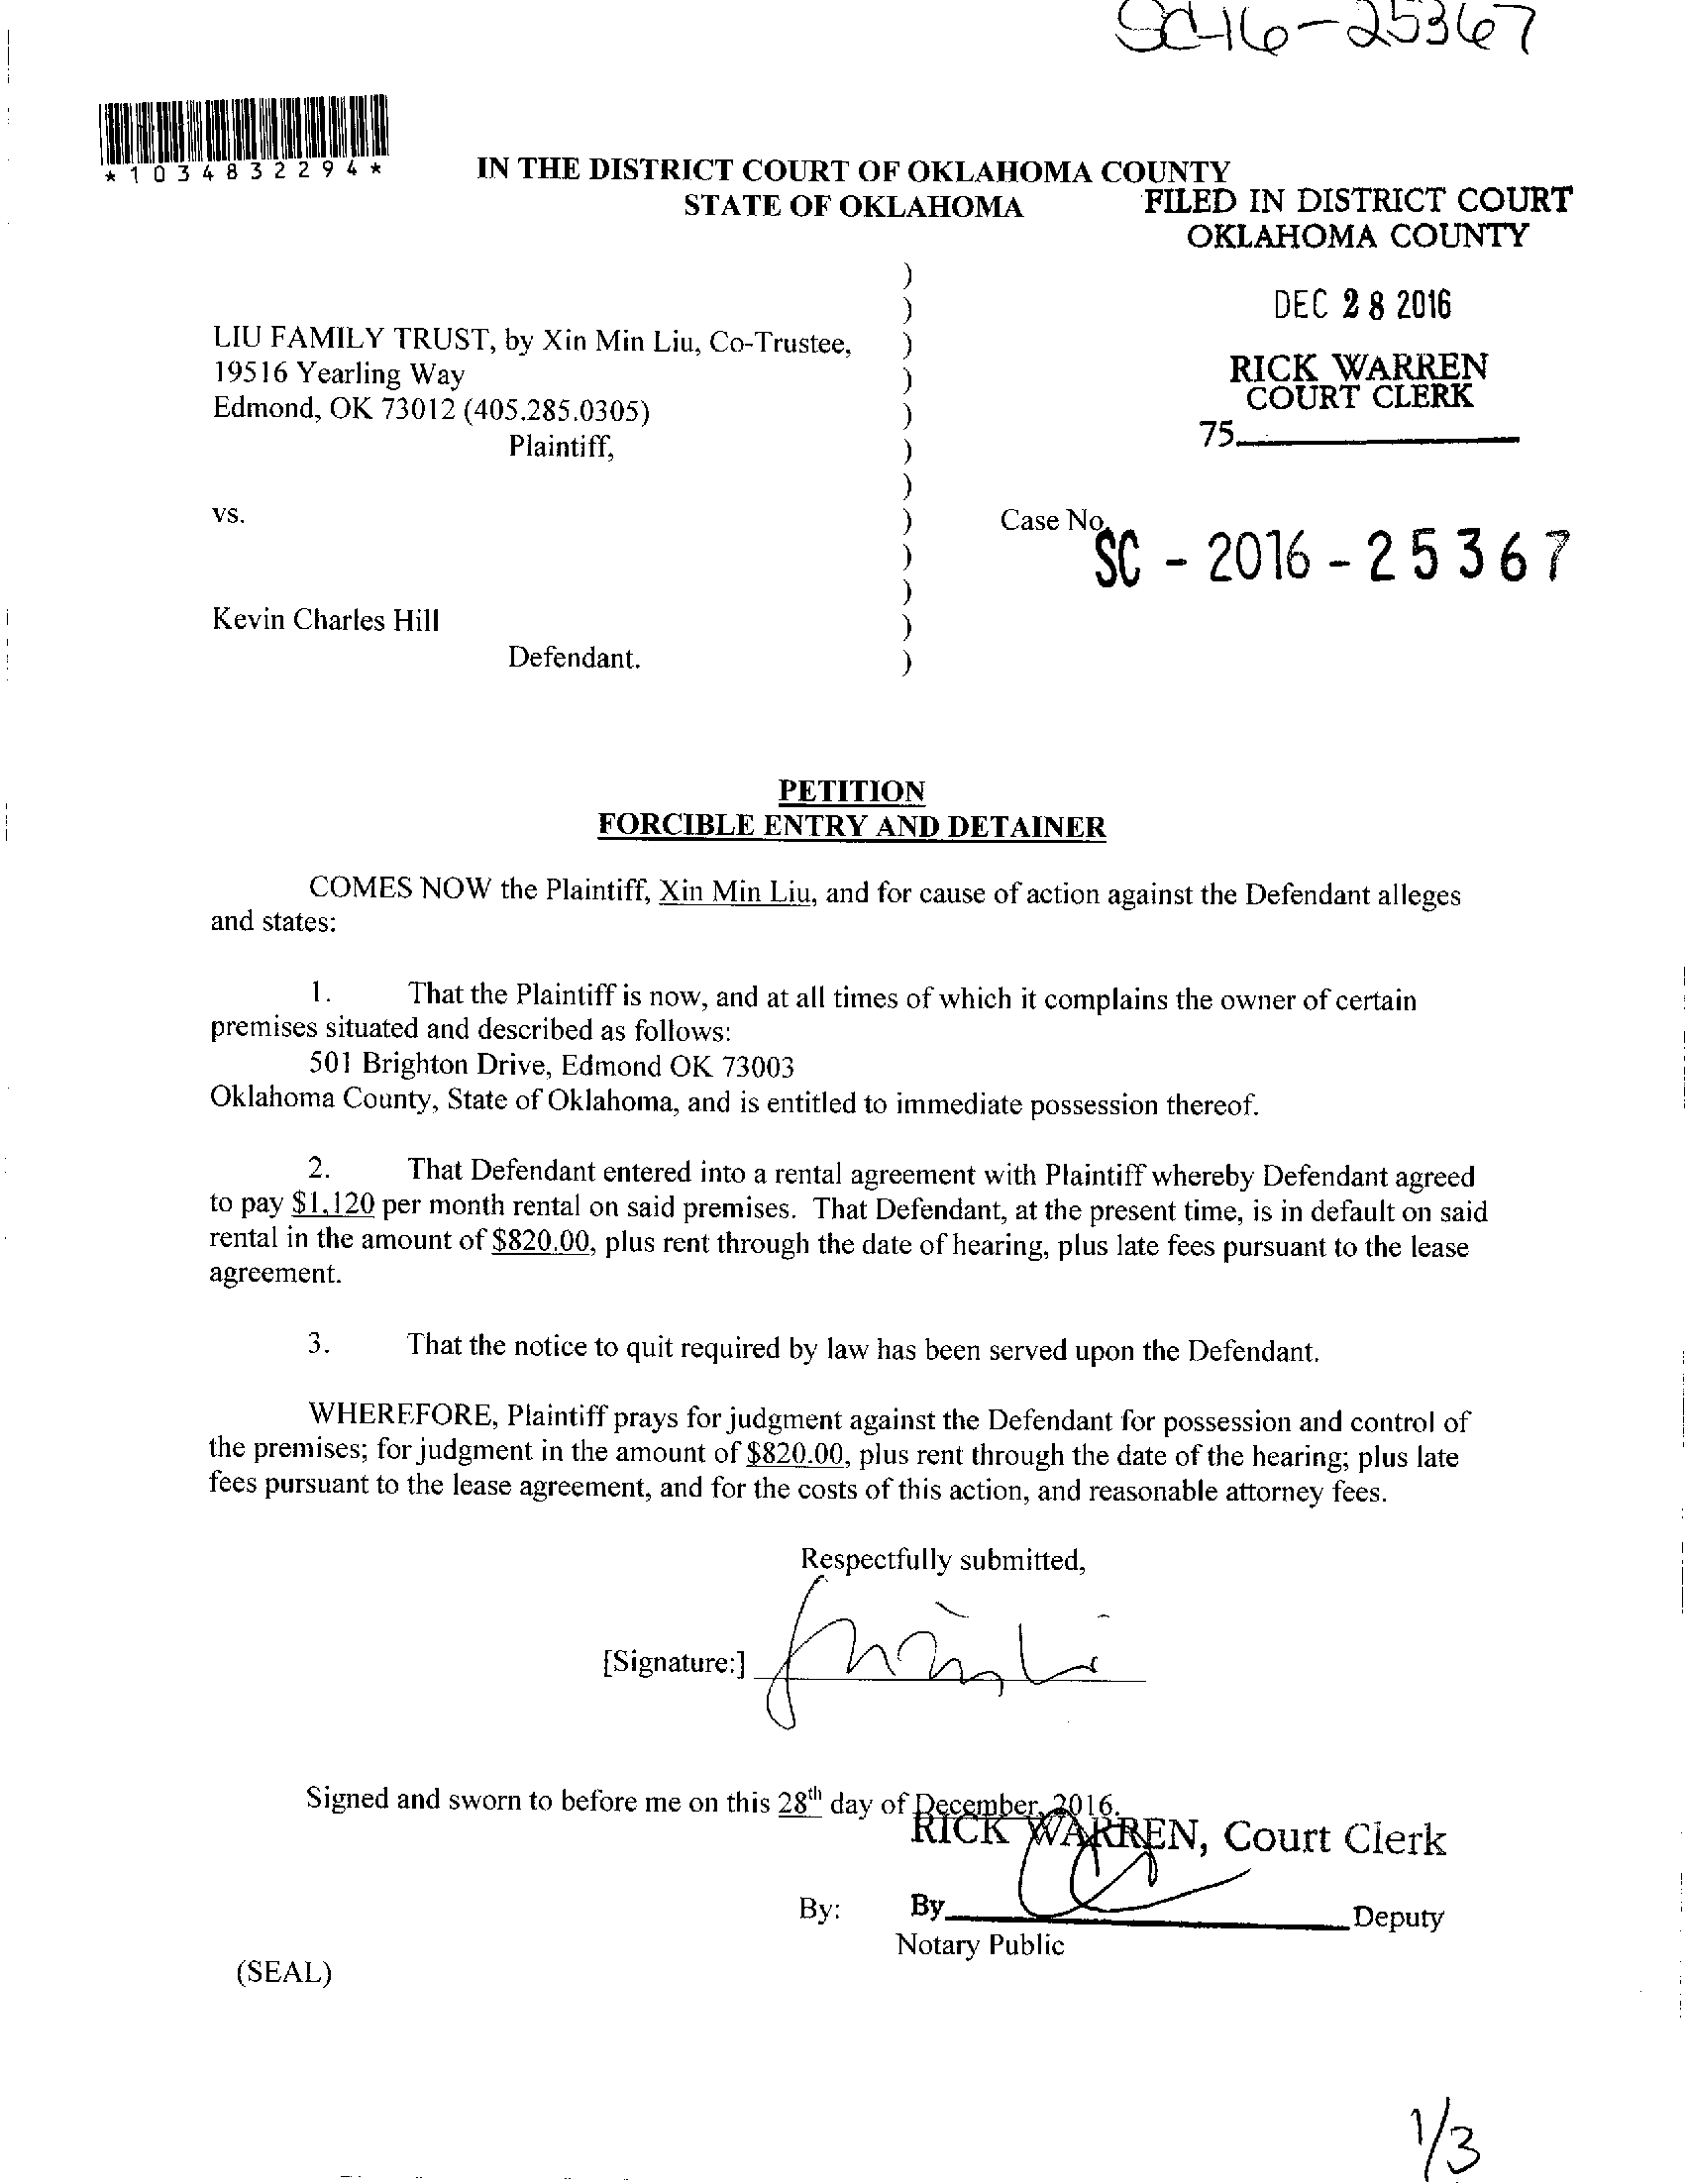 SC-16-25367
*1034832294*
IN THE DISTRICT COURT OF OKLAHOMA COUNTY
STATE OF OKLAHOMA
FILED IN DISTRICT COURT
OKLAHOMA COUNTY
DEC 28 2016
RICK WARREN
COURT CLERK
75
LIU FAMILY TRUST, by Xin Min Liu, Co-Trustee,
19516 Yearling Way
Edmond, OK 73012 (405.285.0305)
Plaintiff,
vs.
Case No.
SC - 2016 - 25367
Kevin Charles Hill
Defendant.
)
)
)
)
)
)
)
)
)
)
)
)
PETITION
FORCIBLE ENTRY AND DETAINER
COMES NOW the Plaintiff, Xin Min Liu, and for cause of action against the Defendant alleges
and states:
1. That the Plaintiff is now, and at all times of which it complains the owner of certain
premises situated and described as follows:
501 Brighton Drive, Edmond OK 73003
Oklahoma County, State of Oklahoma, and is entitled to immediate possession thereof.
2. That Defendant entered into a rental agreement with Plaintiff whereby Defendant agreed
to pay $1,120 per month rental on said premises. That Defendant, at the present time, is in default on said
rental in the amount of $820.00, plus rent through the date of hearing, plus late fees pursuant to the lease
agreement.
3. That the notice to quit required by law has been served upon the Defendant.
WHEREFORE, Plaintiff prays for judgment against the Defendant for possession and control of
the premises; for judgment in the amount of $820.00, plus rent through the date of the hearing; plus late
fees pursuant to the lease agreement, and for the costs of this action, and reasonable attorney fees.
Respectfully submitted,
[Signature:]
Signed and sworn to before me on this 28th day of December, 2016.
RICK WARREN, Court Clerk
By: By Deputy
Notary Public
(SEAL)
1/3